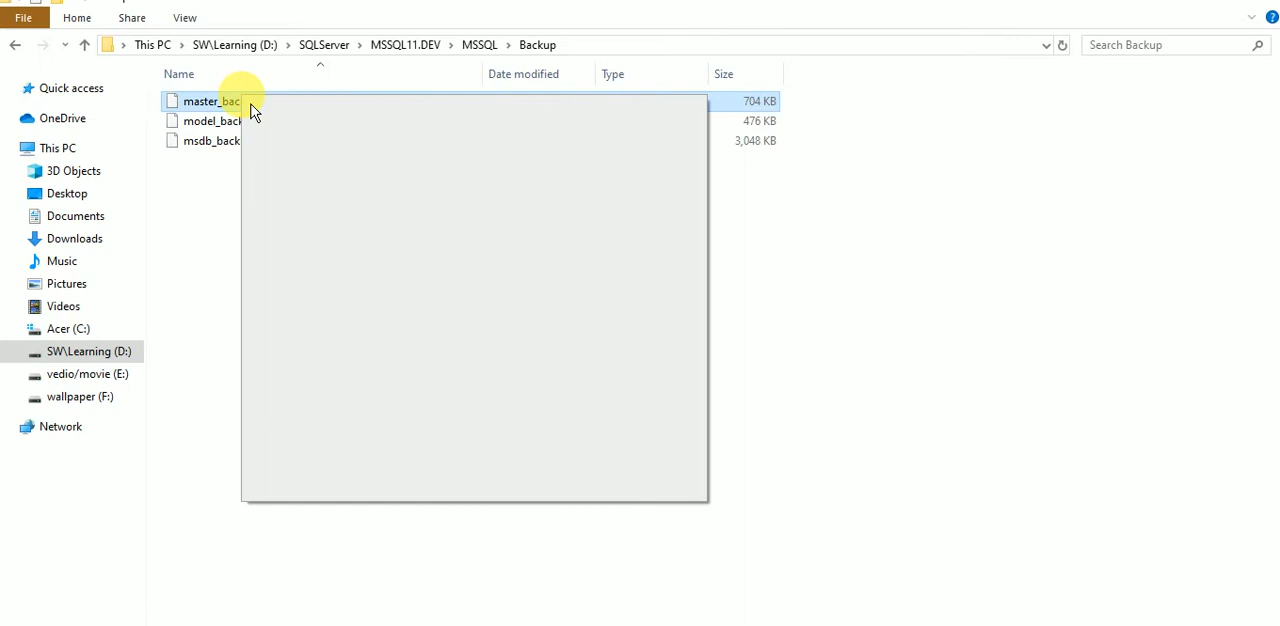 File Home Share View
This PC > SW\Learning (D:) > SQLServer > MSSQL11.DEV > MSSQL > Backup
Search Backup
Name Date modified Type Size
Quick access
OneDrive
This PC
3D Objects
Desktop
Documents
Downloads
Music
Pictures
Videos
Acer (C:)
SW\Learning (D:)
vedio/movie (E:)
wallpaper (F:)
Network
master_bac 704 KB
model_back 476 KB
msdb_back 3,048 KB